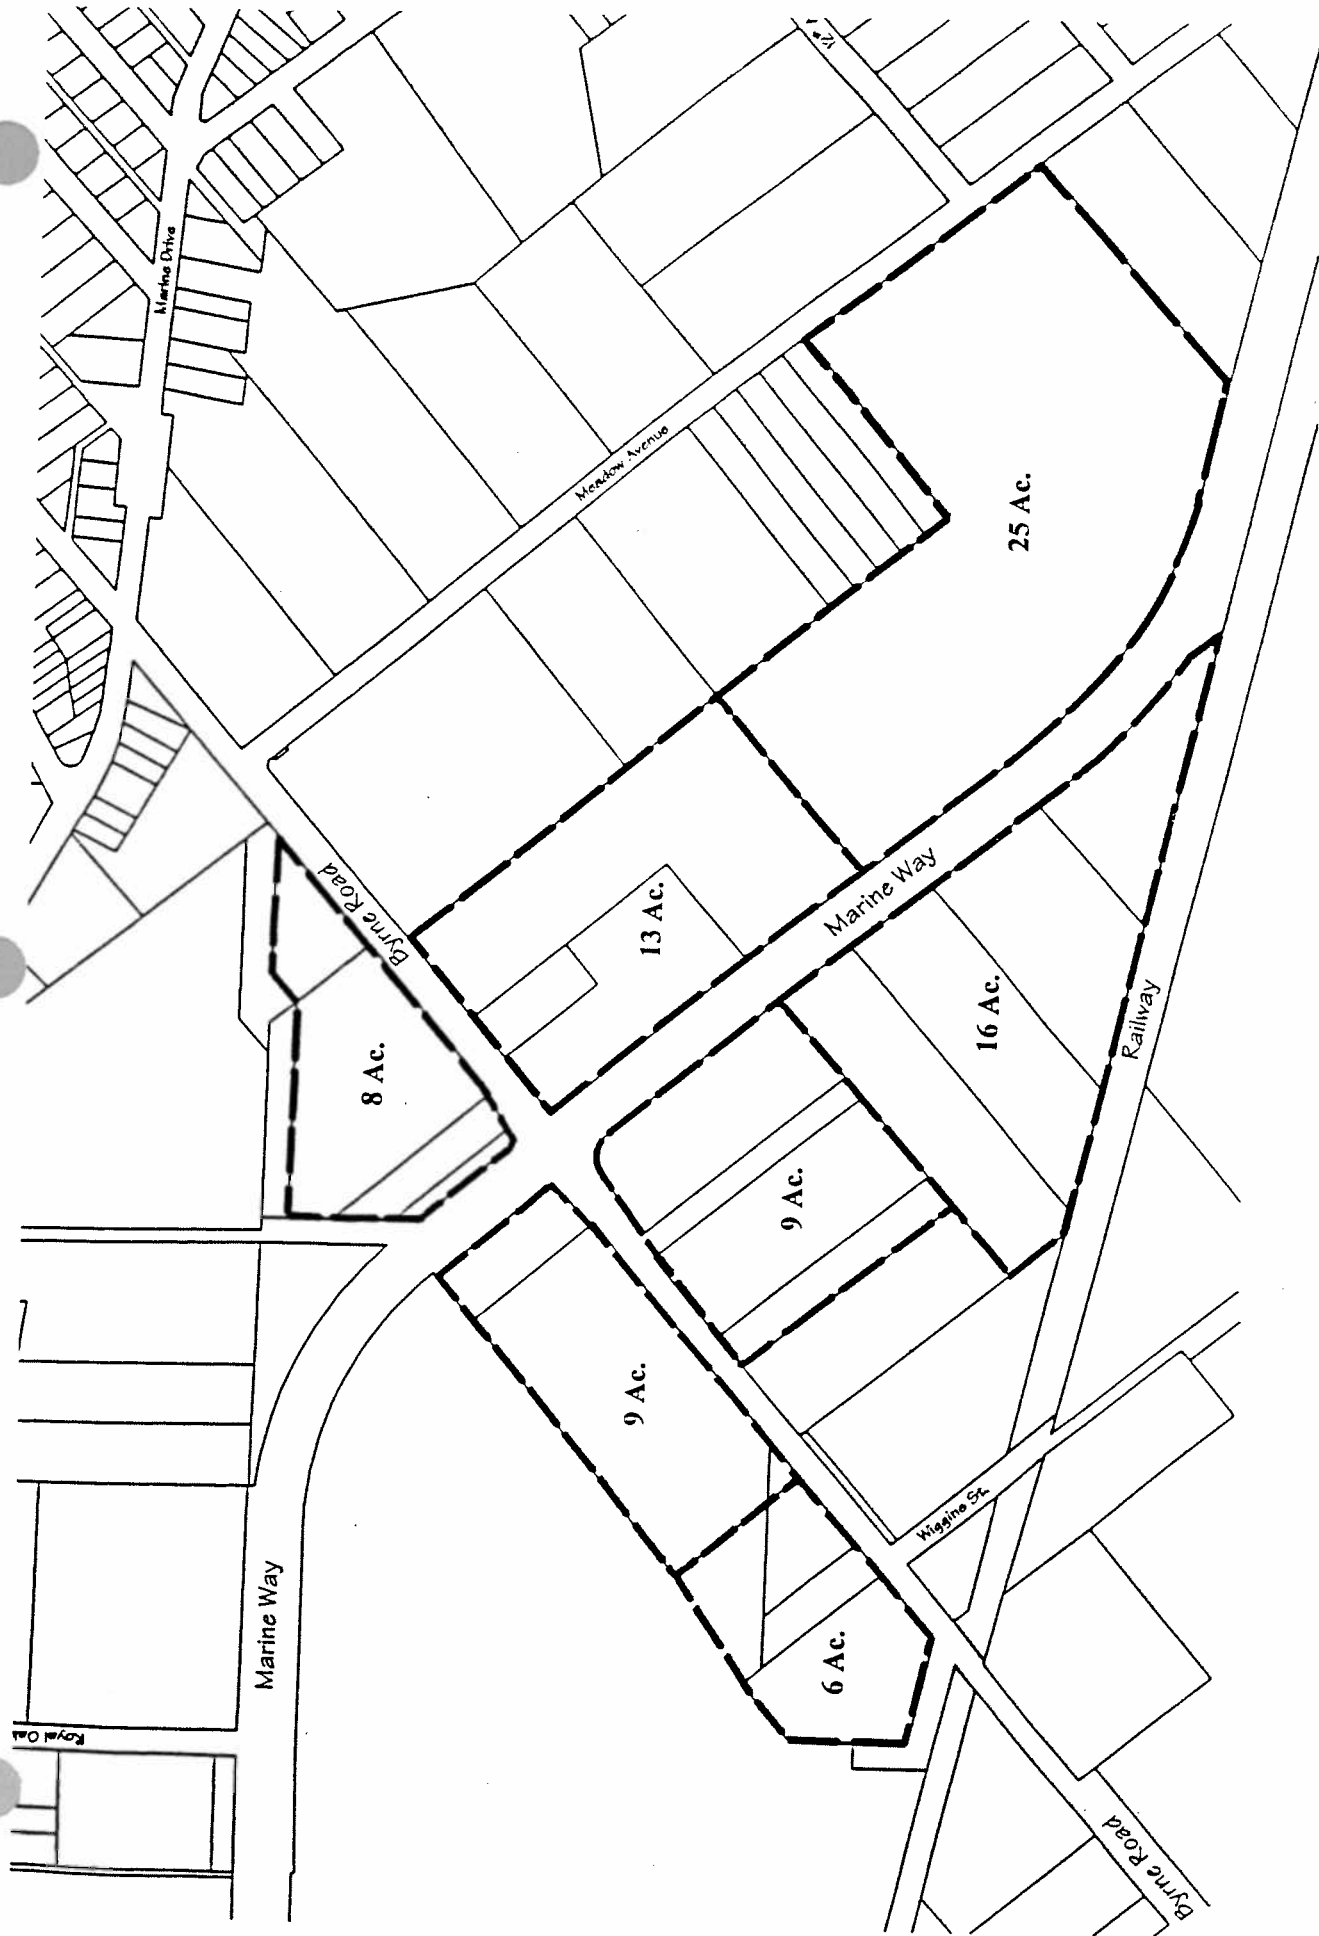 Marine Drive
Meadow Avenue
25 Ac.
Byrne Road
13 Ac.
Marine Way
8 Ac.
16 Ac.
Railway
9 Ac.
9 Ac.
Wiggins St.
6 Ac.
Marine Way
Royal Oak
Byrne Road